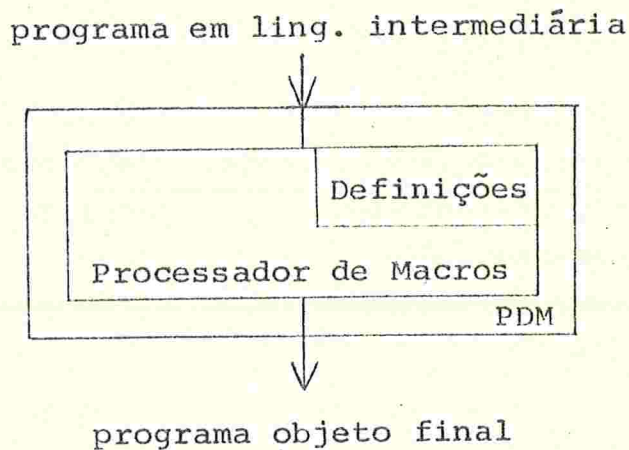 programa em ling. intermediária
Definições
Processador de Macros
PDM
programa objeto final